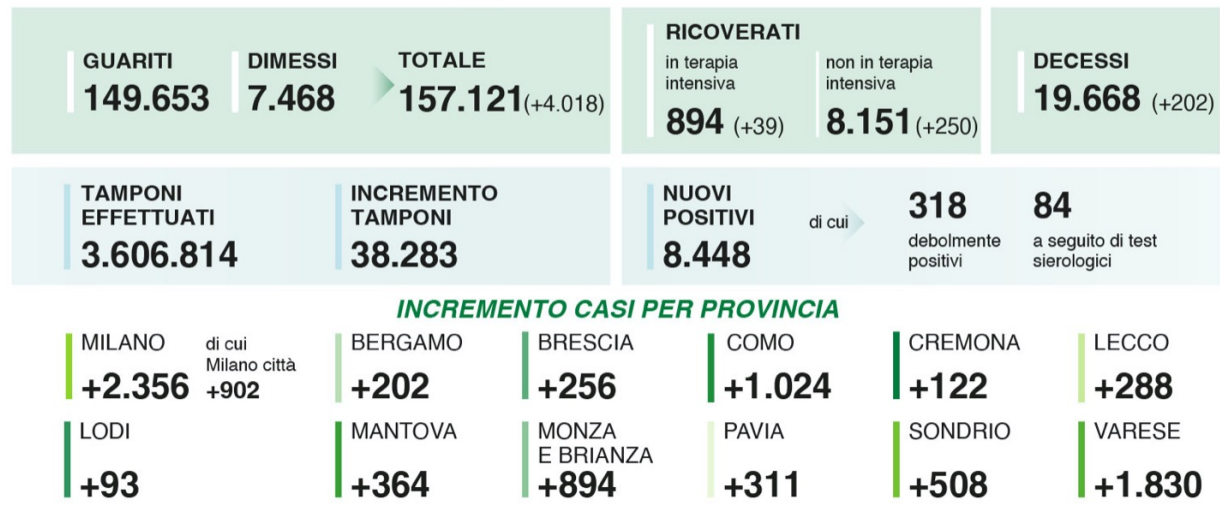 GUARITI
149.653
DIMESSI
7.468
TOTALE
157.121(+4.018)
RICOVERATI
in terapia
intensiva
894 (+39)
non in terapia
intensiva
8.151(+250)
DECESSI
19.668 (+202)
TAMPONI
EFFETTUATI
3.606.814
INCREMENTO
TAMPONI
38.283
NUOVI
POSITIVI
8.448
di cui
318
debolmente
positivi
84
a seguito di test
sierologici
INCREMENTO CASI PER PROVINCIA
MILANO
+2.356
di cui
Milano città
+902
BERGAMO
+202
BRESCIA
+256
COMO
+1.024
CREMONA
+122
LECCO
+288
LODI
+93
MANTOVA
+364
MONZA
E BRIANZA
+894
PAVIA
+311
SONDRIO
+508
VARESE
+1.830